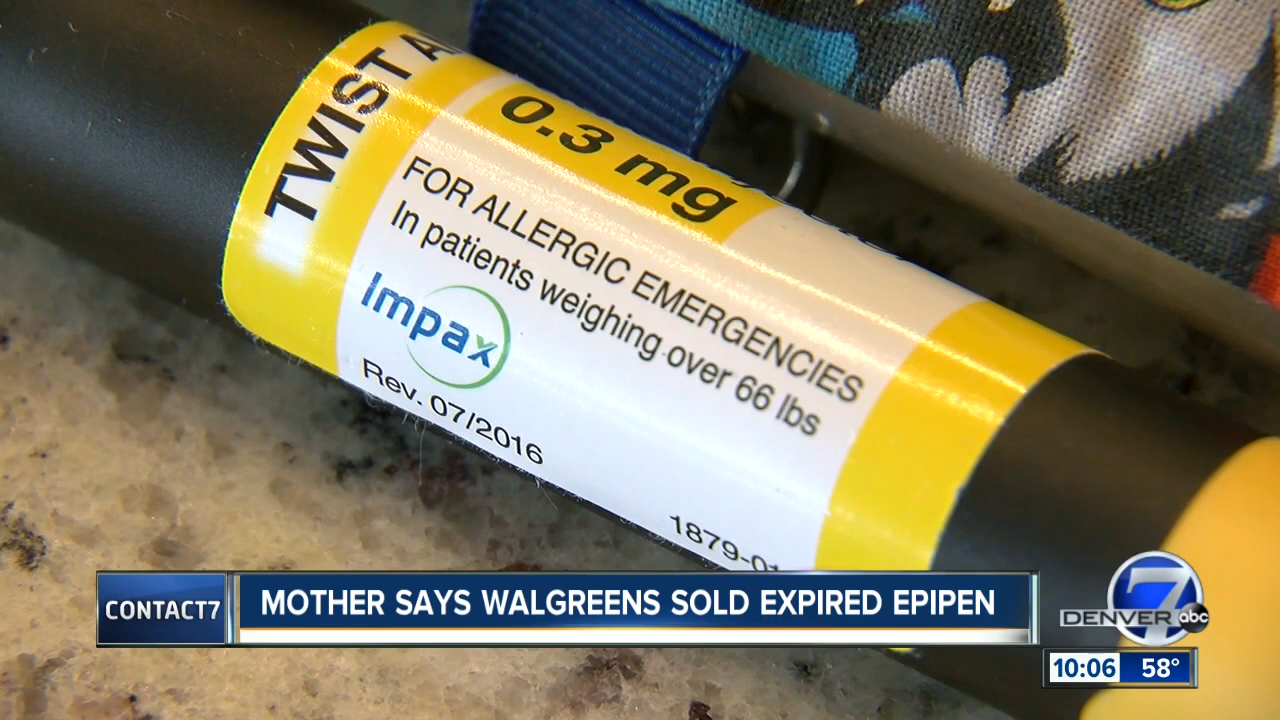 TWIST
0.3 mg
FOR ALLERGIC EMERGENCIES
In patients weighing over 66 lbs
Impax
Rev. 07/2016
CONTACT7
MOTHER SAYS WALGREENS SOLD EXPIRED EPIPEN
7
DENVER abc
10:06 58°